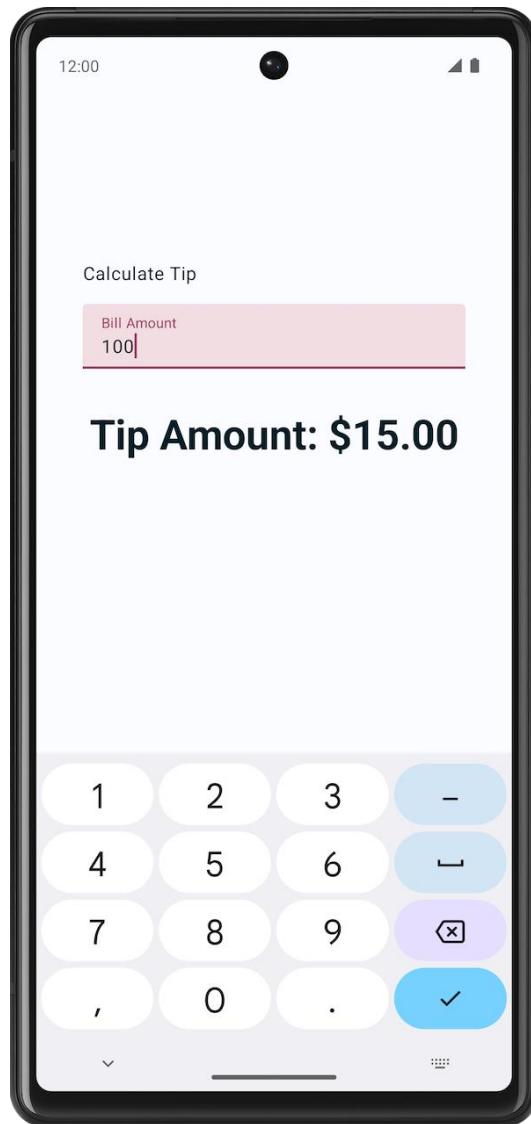 12:00
Calculate Tip
Bill Amount
100
Tip Amount: $15.00
1 2 3 –
4 5 6
7 8 9
, 0 .